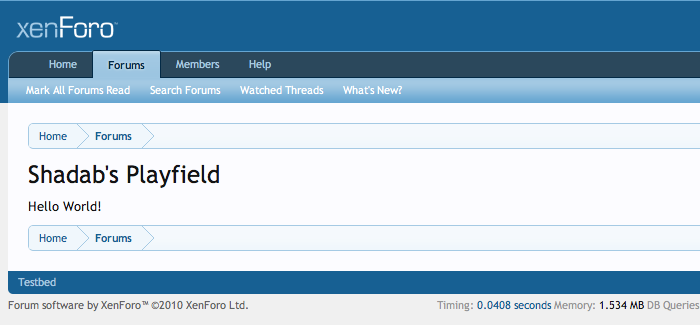 xenForo™
Home Forums Members Help
Mark All Forums Read Search Forums Watched Threads What's New?
Home Forums
Shadab's Playfield
Hello World!
Home Forums
Testbed
Forum software by XenForo™ ©2010 XenForo Ltd. Timing: 0.0408 seconds Memory: 1.534 MB DB Queries